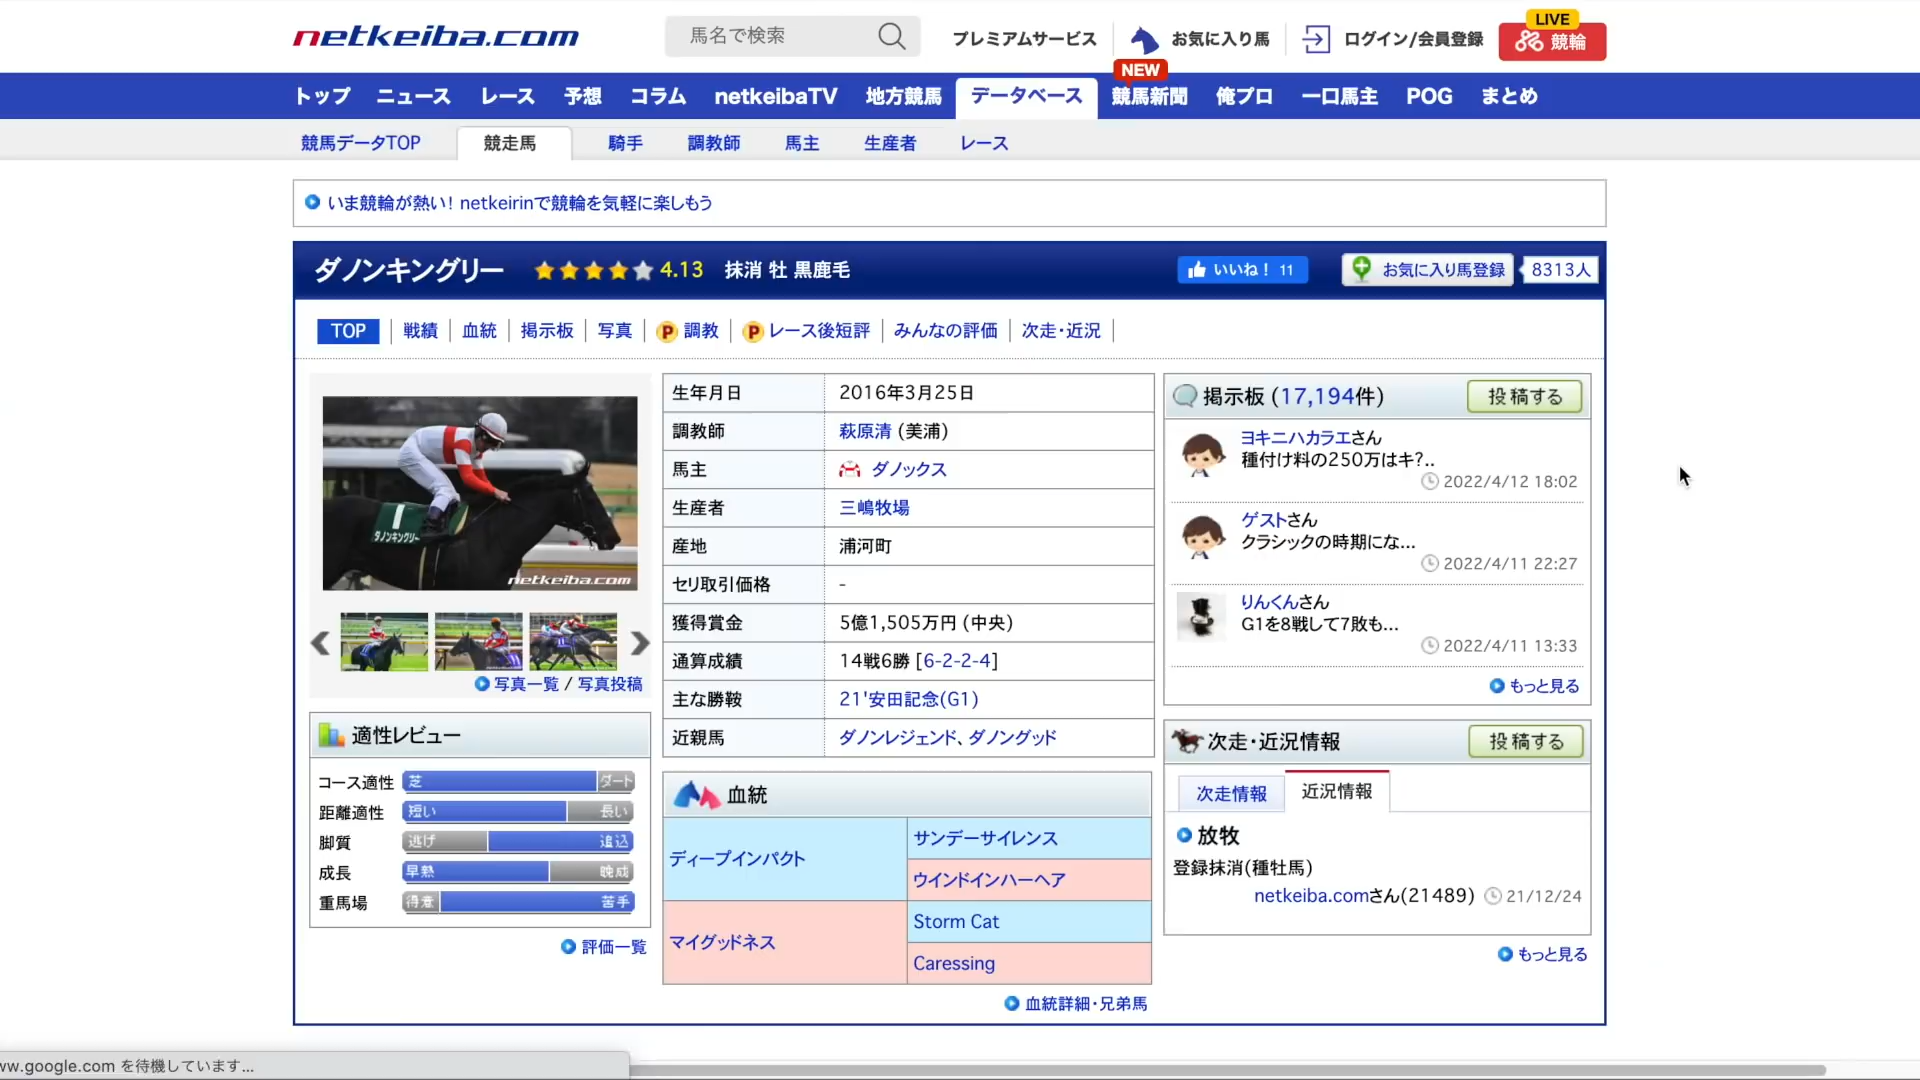 netkeiba.com
馬名で検索
プレミアムサービス
お気に入り馬
ログイン/会員登録
LIVE
競輪
NEW
トップ ニュース レース 予想 コラム netkeibaTV 地方競馬 データベース 競馬新聞 俺プロ 一口馬主 POG まとめ
競馬データTOP 競走馬 騎手 調教師 馬主 生産者 レース
いま競輪が熱い! netkeirinで競輪を気軽に楽しもう
ダノンキングリー 4.13 抹消 牡 黒鹿毛
いいね! 11
お気に入り馬登録
8313人
TOP 戦績 血統 掲示板 写真 P 調教 P レース後短評 みんなの評価 次走・近況
1
ダノンキングリー
netkeiba.com
写真一覧 / 写真投稿
適性レビュー
コース適性 芝 ダート
距離適性 短い 長い
脚質 逃げ 追込
成長 早熟 晩成
重馬場 得意 苦手
評価一覧
生年月日 2016年3月25日
調教師 萩原清 (美浦)
馬主 ダノックス
生産者 三嶋牧場
産地 浦河町
セリ取引価格 -
獲得賞金 5億1,505万円 (中央)
通算成績 14戦6勝 [6-2-2-4]
主な勝鞍 21'安田記念(G1)
近親馬 ダノンレジェンド、ダノングッド
血統
ディープインパクト
サンデーサイレンス
ウインドインハーヘア
マイグッドネス
Storm Cat
Caressing
血統詳細・兄弟馬
掲示板 (17,194件)
投稿する
ヨキニハカラエさん
種付け料の250万はキ?..
2022/4/12 18:02
ゲストさん
クラシックの時期にな...
2022/4/11 22:27
りんくんさん
G1を8戦して7敗も...
2022/4/11 13:33
もっと見る
次走・近況情報
投稿する
次走情報 近況情報
放牧
登録抹消(種牡馬)
netkeiba.comさん(21489) 21/12/24
もっと見る
ww.google.com を待機しています...